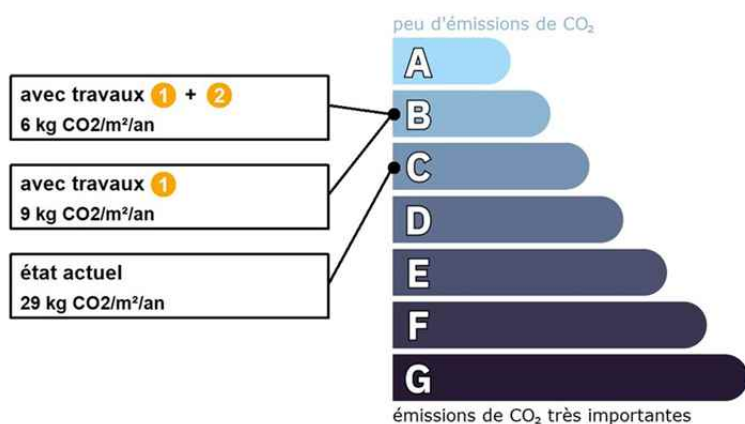 peu d'émissions de CO₂
A
avec travaux 1 + 2
6 kg CO2/m²/an
B
avec travaux 1
9 kg CO2/m²/an
C
D
état actuel
29 kg CO2/m²/an
E
F
G
émissions de CO₂ très importantes